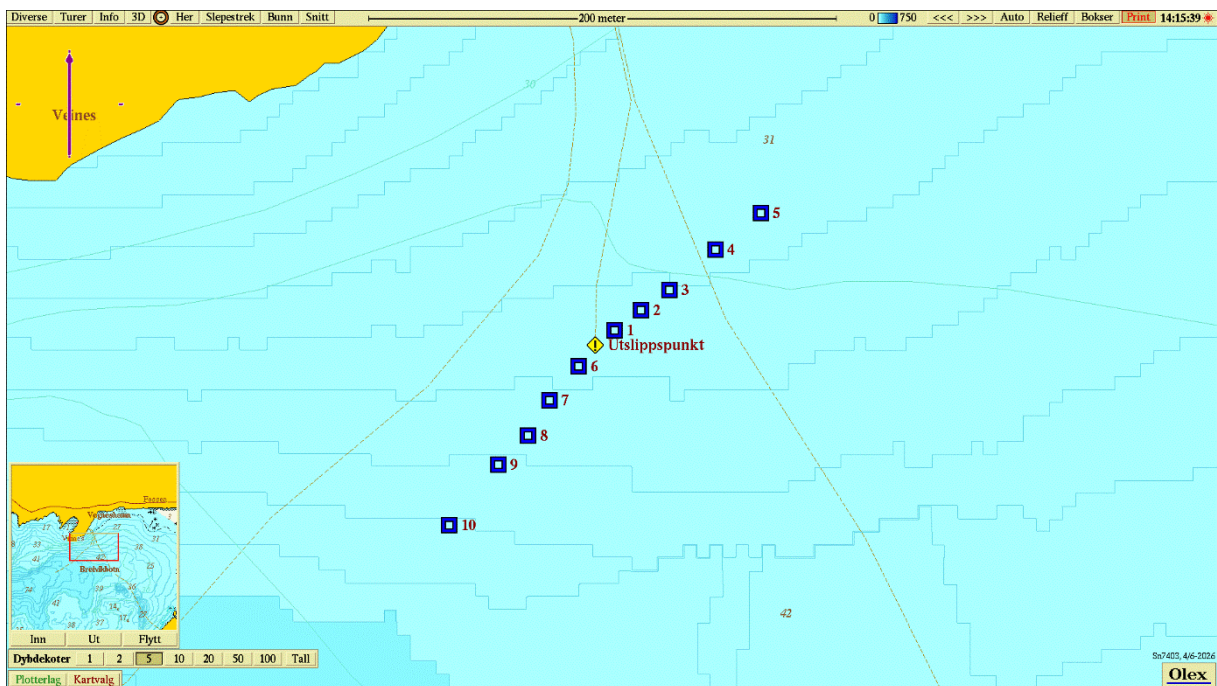 Diverse Turer Info 3D Her Slepestrek Bunn Snitt 200 meter 0 750 <<< >>> Auto Relieff Bokser Print 14:15:39
30
Veines
31
5
4
3
2
1
Utslippspunkt
6
7
8
9
10
42
Inn Ut Flytt
Dybdekoter 1 2 5 10 20 50 100 Tall
Plotterlag Kartvalg
Sn7403, 4/6-2026
Olex